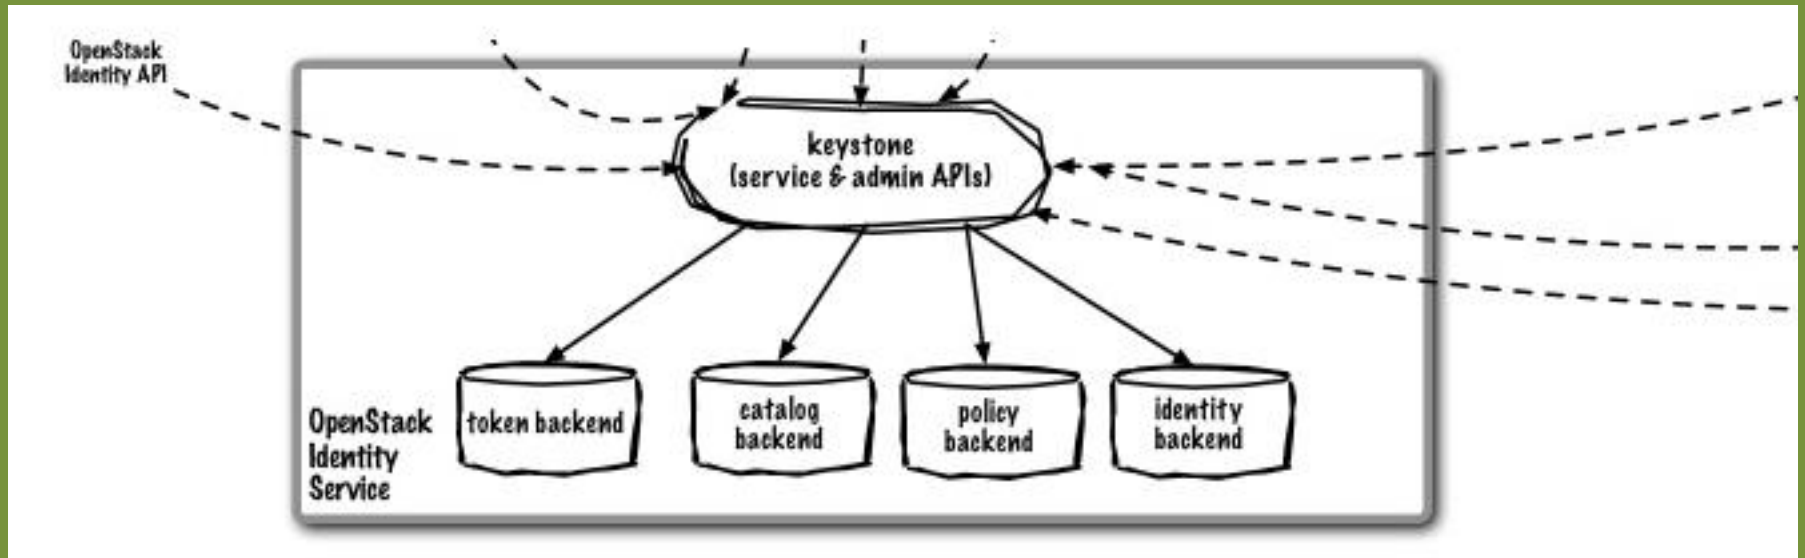 OpenStack
Identity API
keystone
(service & admin APIs)
token backend
catalog
backend
policy
backend
identity
backend
OpenStack
Identity
Service